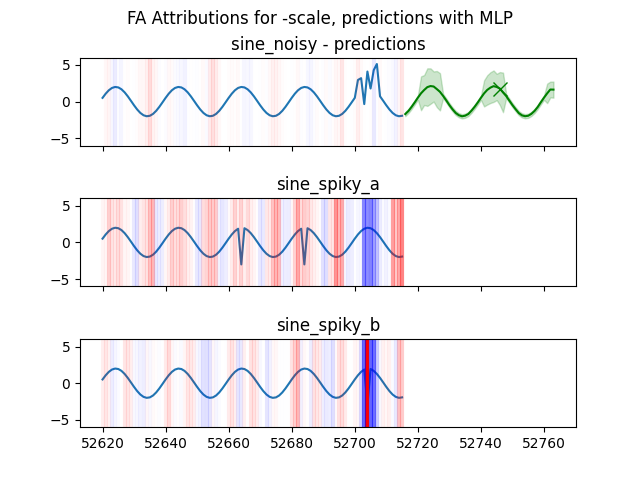 FA Attributions for -scale, predictions with MLP
sine_noisy - predictions
5
0
−5
sine_spiky_a
5
0
−5
sine_spiky_b
5
0
−5
52620 52640 52660 52680 52700 52720 52740 52760